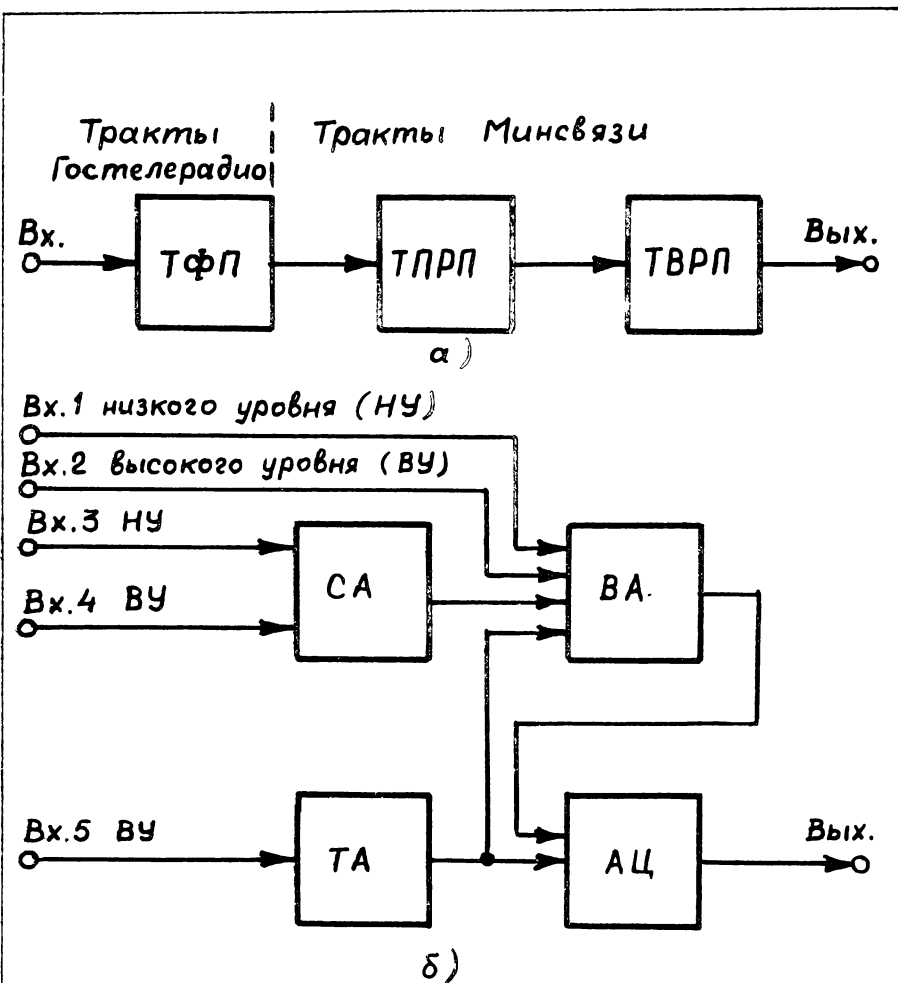 Тракты Гостелерадио
Тракты Минсвязи
Вх.
ТФП
ТПРП
ТВРП
Вых.
а)
Вх.1 низкого уровня (НУ)
Вх.2 высокого уровня (ВУ)
Вх.3 НУ
СА
ВА.
Вх.4 ВУ
Вх.5 ВУ
ТА
АЦ
Вых.
б)